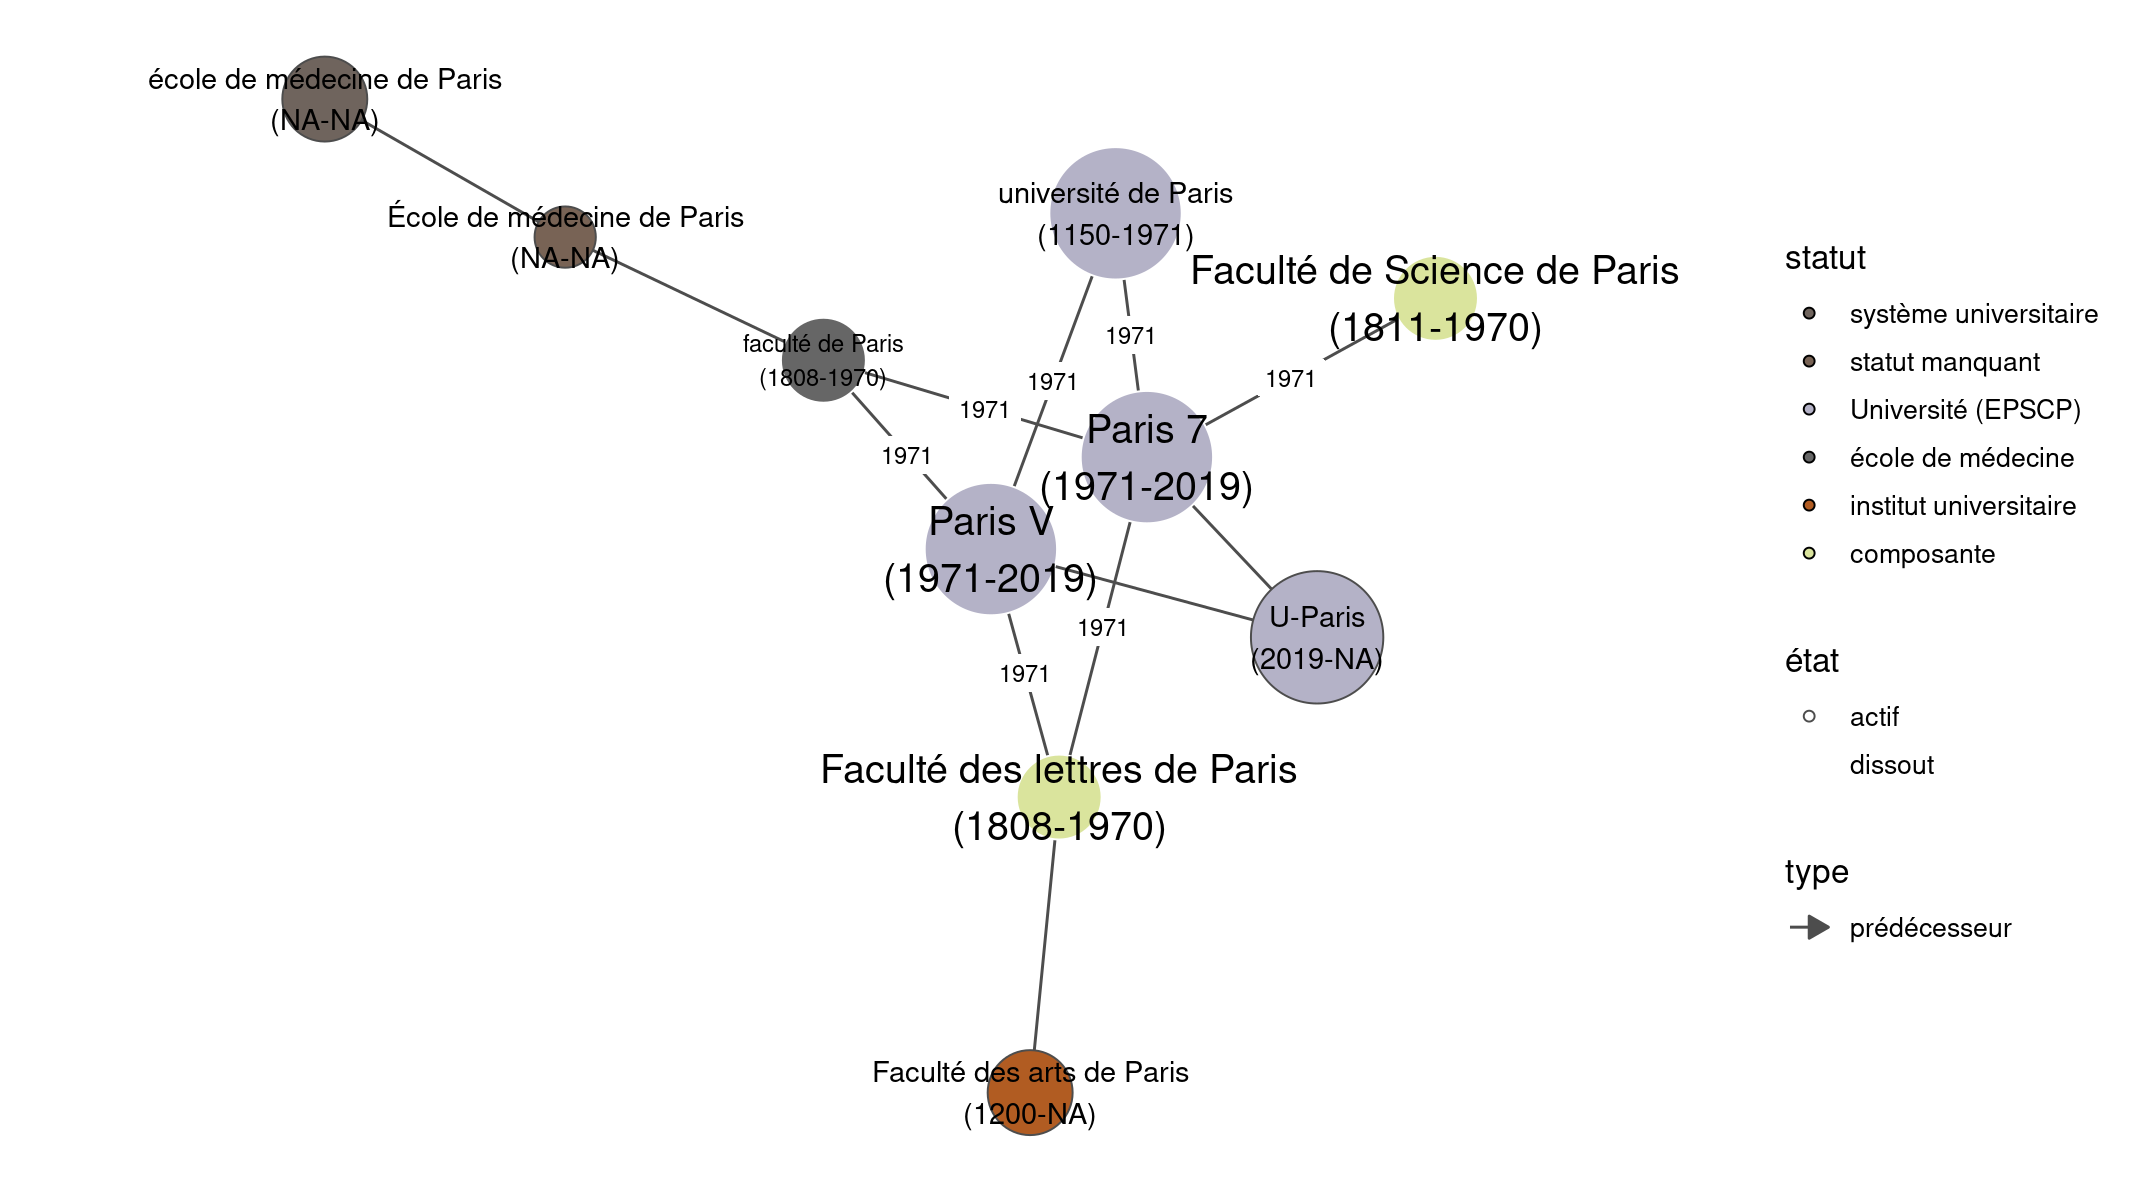 école de médecine de Paris
(NA-NA)
École de médecine de Paris
(NA-NA)
université de Paris
(1150-1971)
Faculté de Science de Paris
(1811-1970)
faculté de Paris
(1808-1970)
1971
1971
1971
1971
1971
Paris 7
(1971-2019)
Paris V
(1971-2019)
U-Paris
(2019-NA)
1971
1971
Faculté des lettres de Paris
(1808-1970)
Faculté des arts de Paris
(1200-NA)
statut
système universitaire
statut manquant
Université (EPSCP)
école de médecine
institut universitaire
composante
état
actif
dissout
type
prédécesseur